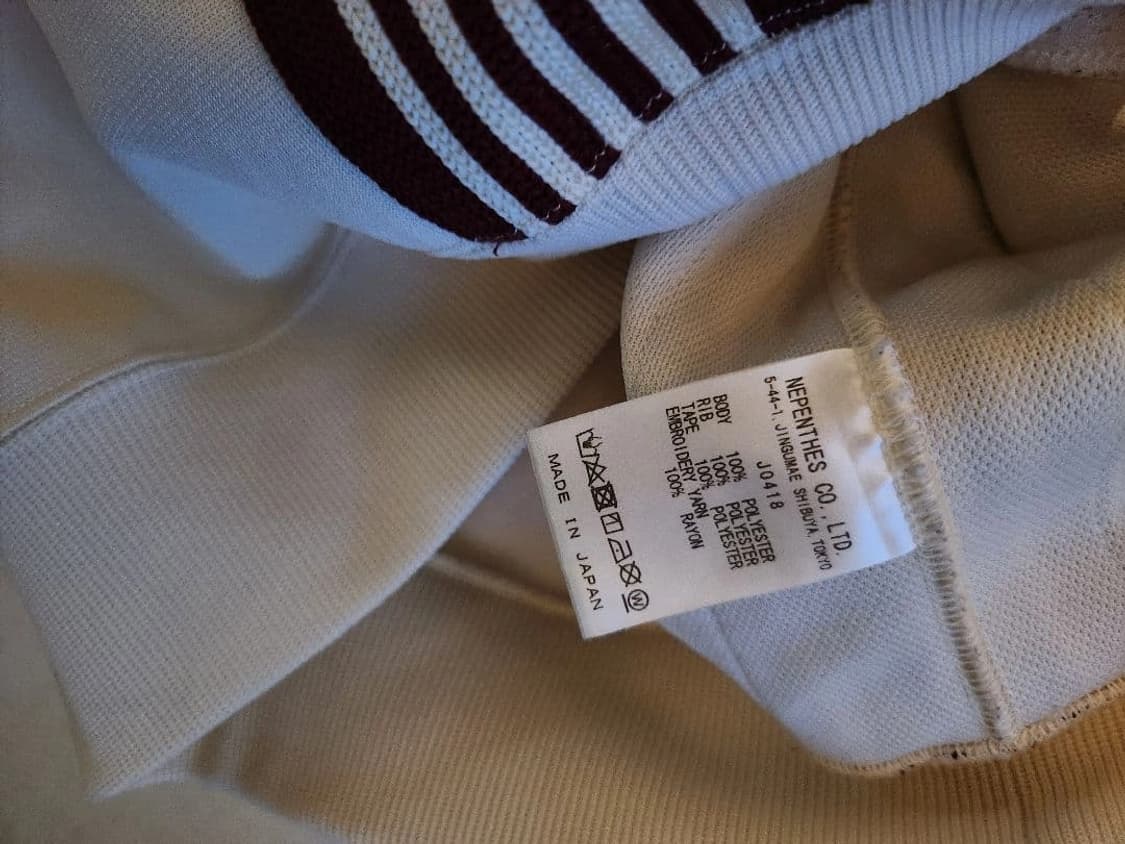 NEPENTHES CO., LTD.
5-44-1, JINGUMAE SHIBUYA, TOKYO
J0418
BODY 100% POLYESTER
RIB 100% POLYESTER
TAPE 100% POLYESTER
EMBROIDERY YARN
100% RAYON
W
MADE IN JAPAN